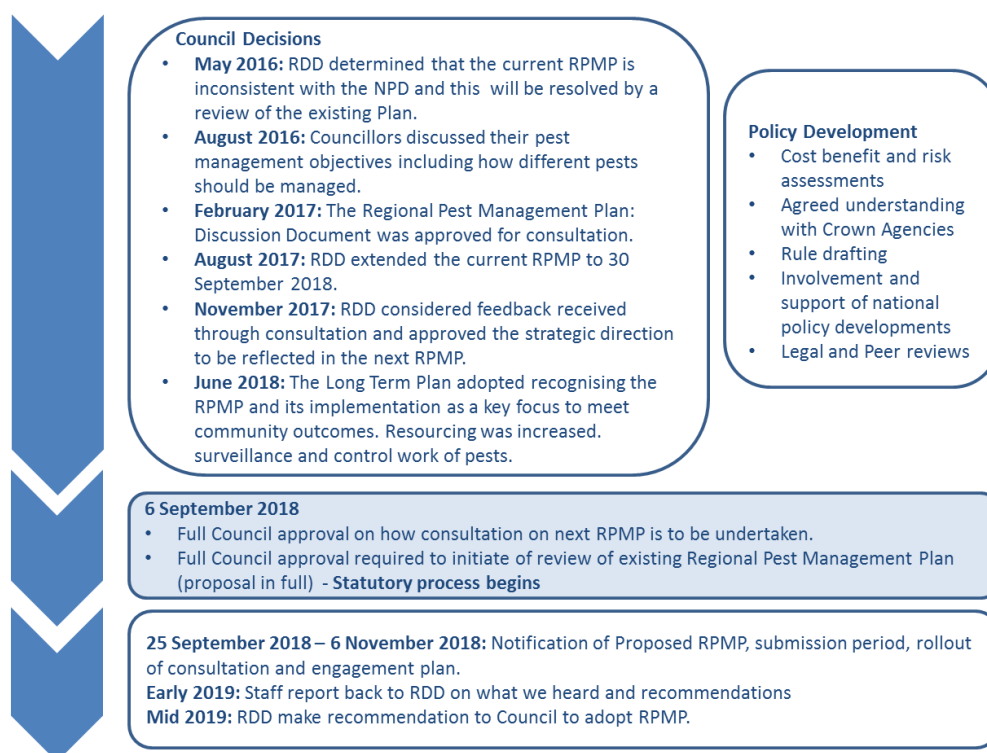 Council Decisions
• May 2016: RDD determined that the current RPMP is
inconsistent with the NPD and this will be resolved by a
review of the existing Plan.
• August 2016: Councillors discussed their pest
management objectives including how different pests
should be managed.
• February 2017: The Regional Pest Management Plan:
Discussion Document was approved for consultation.
• August 2017: RDD extended the current RPMP to 30
September 2018.
• November 2017: RDD considered feedback received
through consultation and approved the strategic direction
to be reflected in the next RPMP.
• June 2018: The Long Term Plan adopted recognising the
RPMP and its implementation as a key focus to meet
community outcomes. Resourcing was increased.
surveillance and control work of pests.
Policy Development
• Cost benefit and risk
assessments
• Agreed understanding
with Crown Agencies
• Rule drafting
• Involvement and
support of national
policy developments
• Legal and Peer reviews
6 September 2018
• Full Council approval on how consultation on next RPMP is to be undertaken.
• Full Council approval required to initiate of review of existing Regional Pest Management Plan
(proposal in full) - Statutory process begins
25 September 2018 – 6 November 2018: Notification of Proposed RPMP, submission period, rollout
of consultation and engagement plan.
Early 2019: Staff report back to RDD on what we heard and recommendations
Mid 2019: RDD make recommendation to Council to adopt RPMP.